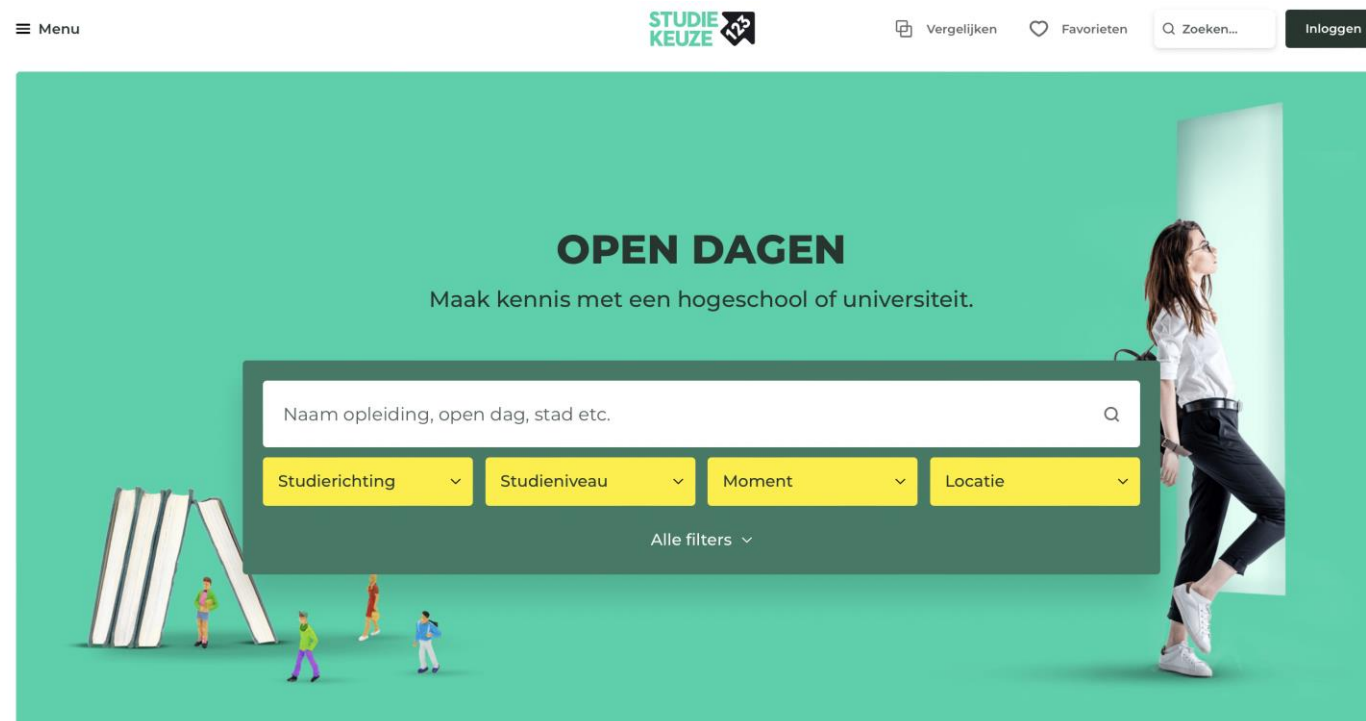 Menu
STUDIE
KEUZE 123
Vergelijken
Favorieten
Zoeken...
Inloggen
OPEN DAGEN
Maak kennis met een hogeschool of universiteit.
Naam opleiding, open dag, stad etc.
Studierichting
Studieniveau
Moment
Locatie
Alle filters